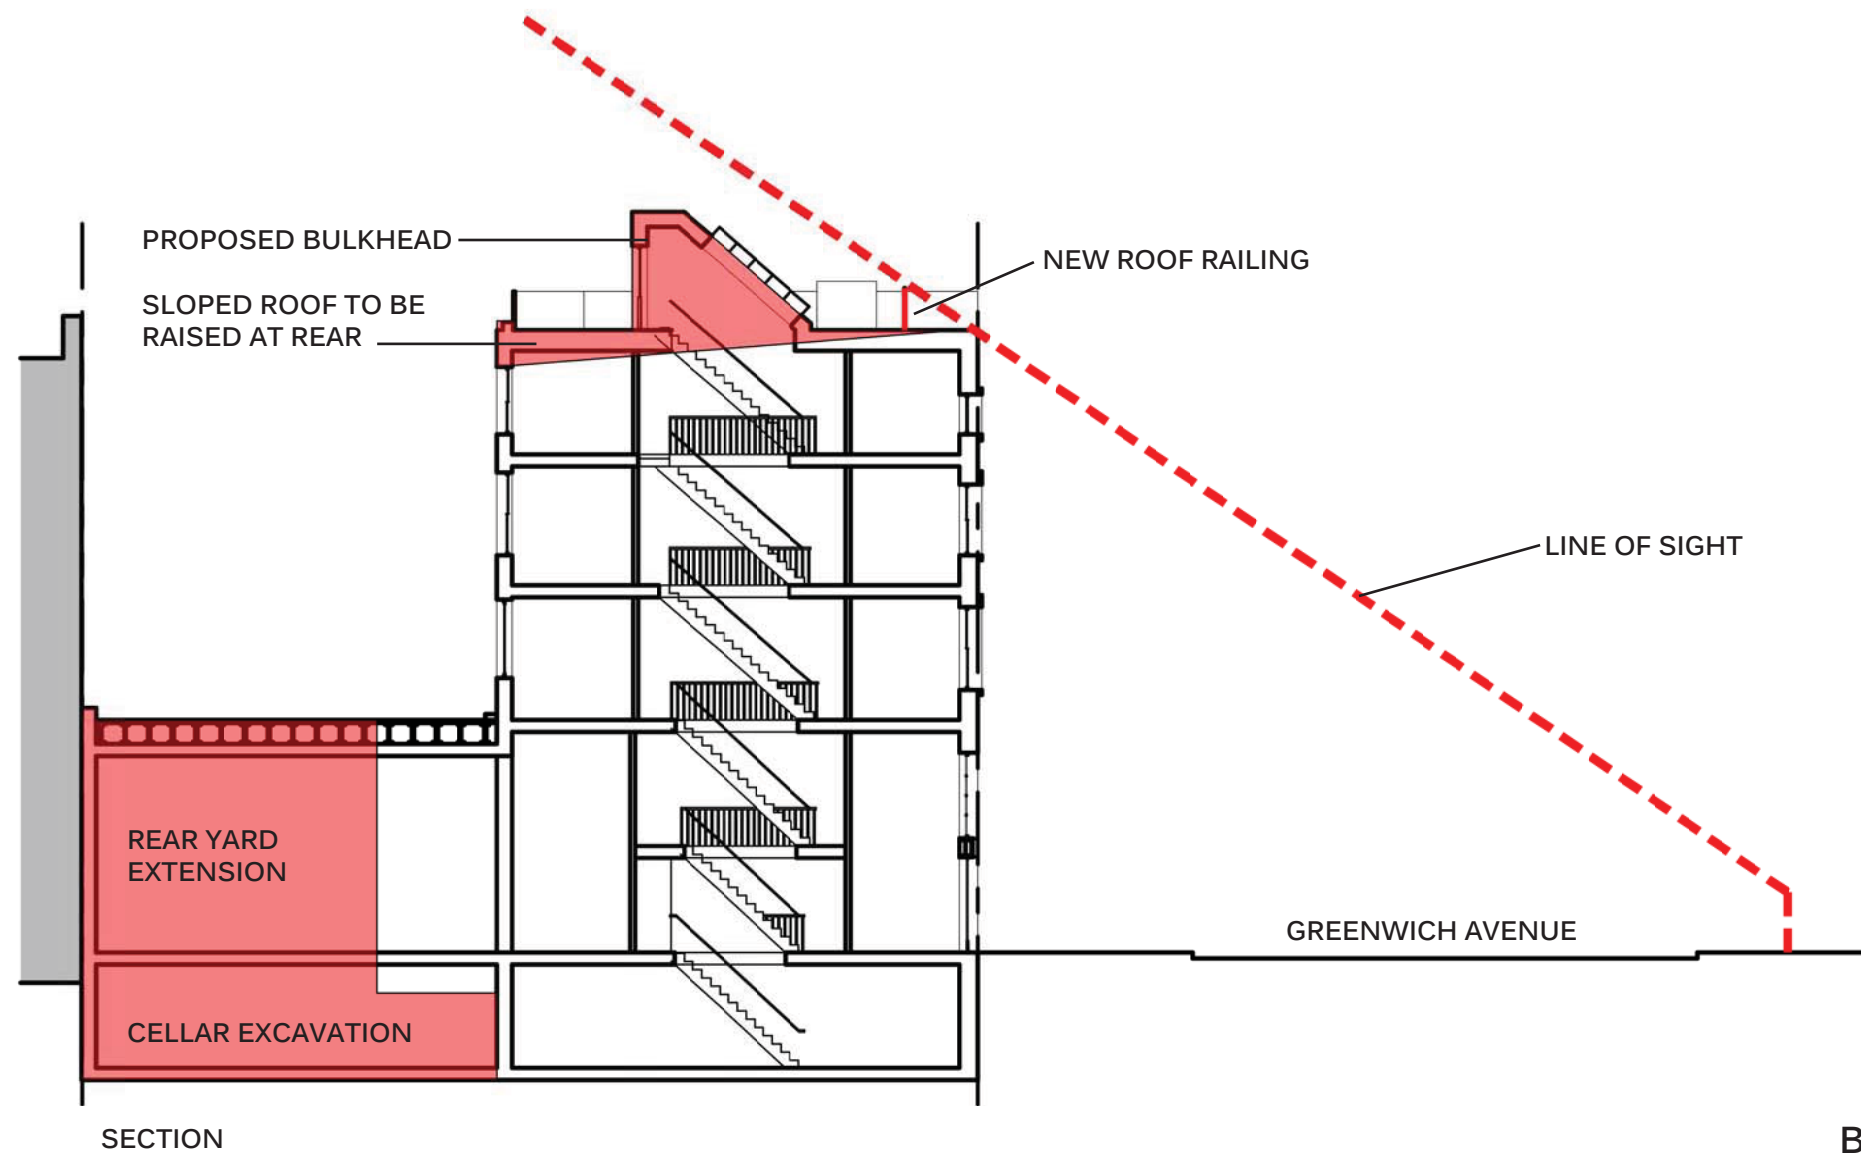 PROPOSED BULKHEAD
SLOPED ROOF TO BE
RAISED AT REAR
NEW ROOF RAILING
LINE OF SIGHT
REAR YARD
EXTENSION
GREENWICH AVENUE
CELLAR EXCAVATION
SECTION
B